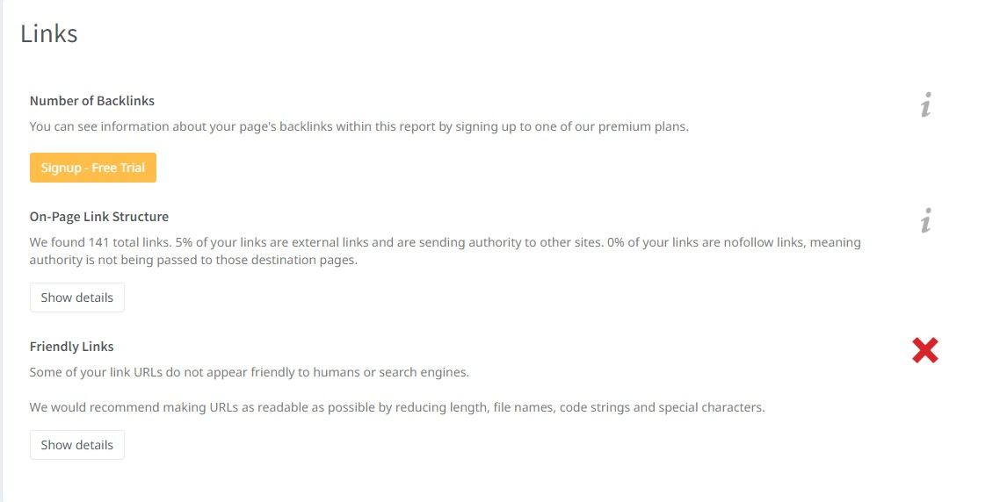 Links
Number of Backlinks
You can see information about your page's backlinks within this report by signing up to one of our premium plans.
Signup - Free Trial
On-Page Link Structure
We found 141 total links. 5% of your links are external links and are sending authority to other sites. 0% of your links are nofollow links, meaning
authority is not being passed to those destination pages.
Show details
Friendly Links
Some of your link URLs do not appear friendly to humans or search engines.
We would recommend making URLs as readable as possible by reducing length, file names, code strings and special characters.
Show details